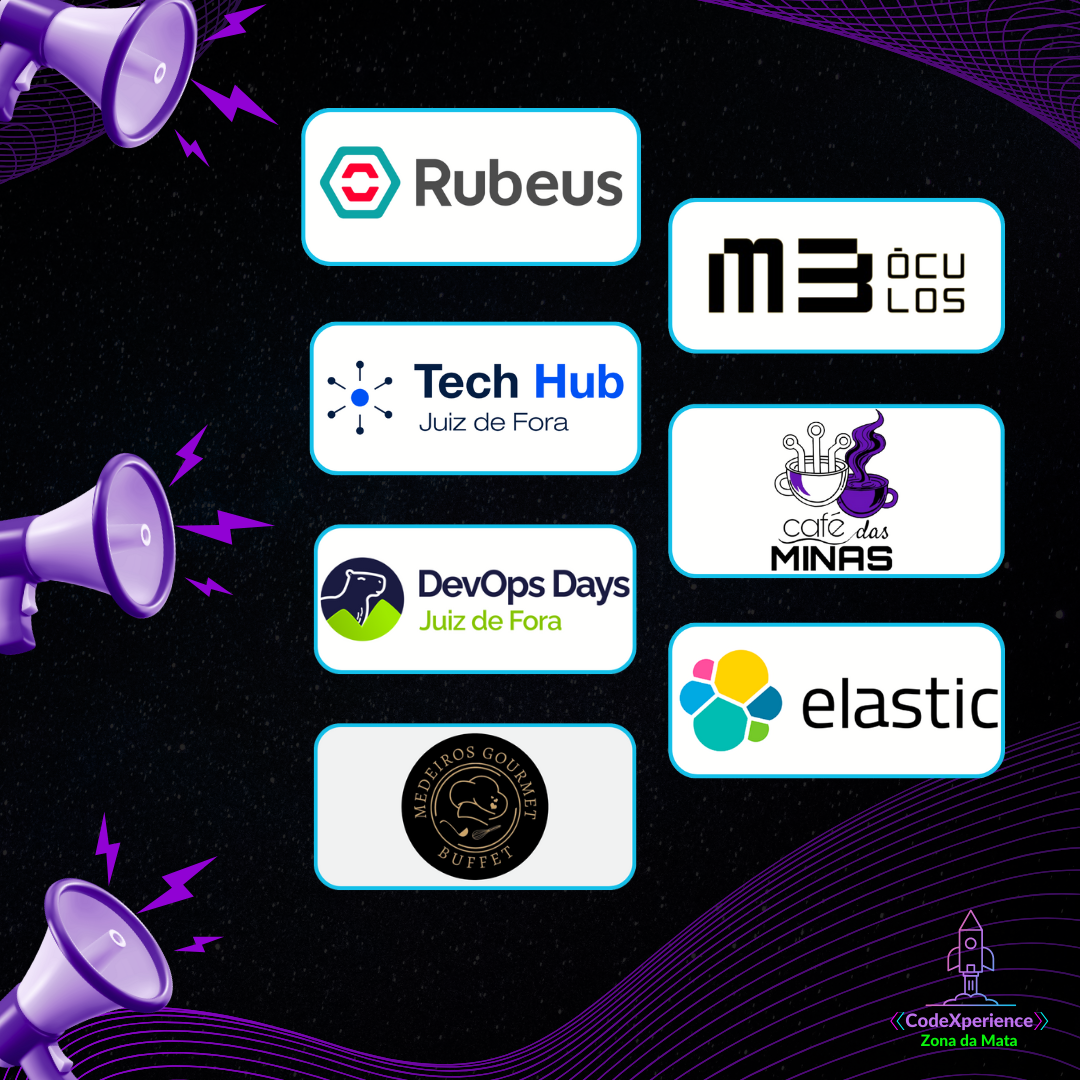 Rubeus
M3 ÓCU
LOS
Tech Hub
Juiz de Fora
café das
MINAS
DevOps Days
Juiz de Fora
elastic
MEDEIROS GOURMET
BUFFET
CodeXperience
Zona da Mata